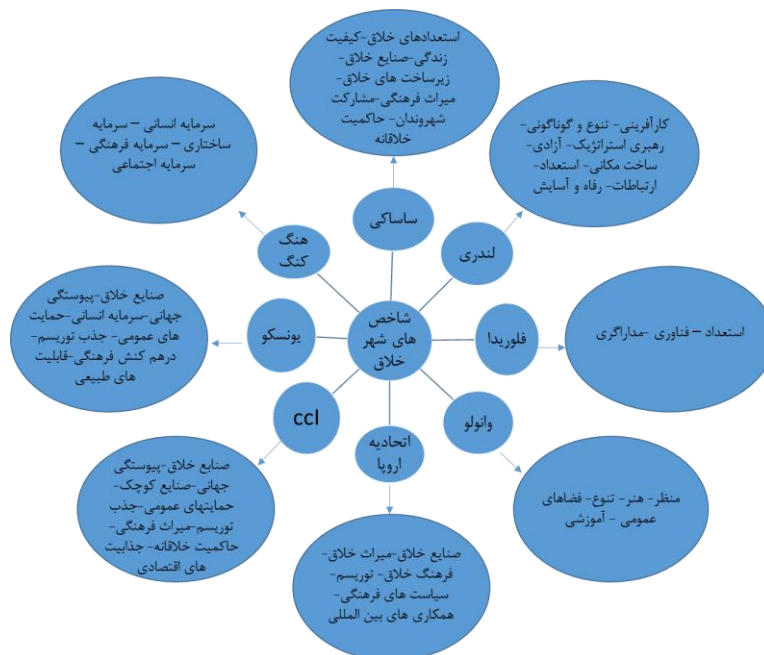 استعدادهای خلاق-کیفیت
زندگی-صنایع خلاق-
زیرساخت های خلاق-
میراث فرهنگی-مشارکت
شهروندان- حاکمیت
خلاقانه
کارآفرینی- تنوع و گوناگونی-
رهبری استراتژیک- آزادی-
ساخت مکانی- استعداد-
ارتباطات- رفاه و آسایش
سرمایه انسانی – سرمایه
ساختاری – سرمایه فرهنگی –
سرمایه اجتماعی
ساساکی
لندری
هنگ
کنگ
صنایع خلاق-پیوستگی
جهانی-سرمایه انسانی-حمایت
های عمومی- جذب توریسم-
درهم کنش فرهنگی-قابلیت
های طبیعی
یونسکو
شاخص
های شهر
خلاق
فلوریدا
استعداد – فناوری -مداراگری
ccl
اتحادیه
اروپا
وانولو
صنایع خلاق-پیوستگی
جهانی-صنایع کوچک-
حمایتهای عمومی-جذب
توریسم-میراث فرهنگی-
حاکمیت خلاقانه- جذابیت
های اقتصادی
منظر- هنر- تنوع- فضاهای
عمومی - آموزشی
صنایع خلاق-میراث خلاق-
فرهنگ خلاق- توریسم-
سیاست های فرهنگی-
همکاری های بین المللی